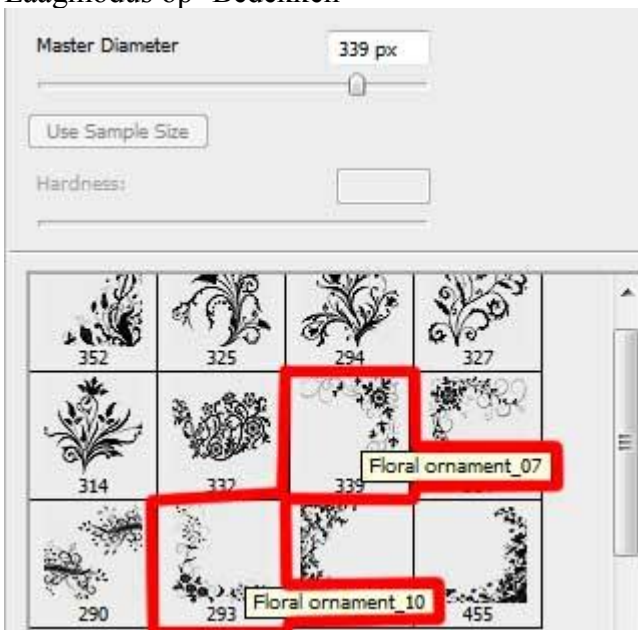 Laagmodus op "Bedekken"
Master Diameter 339 px
Use Sample Size
Hardness:
352 325 294 327
314 332 339
Floral ornament_07
290 293 455
Floral ornament_10